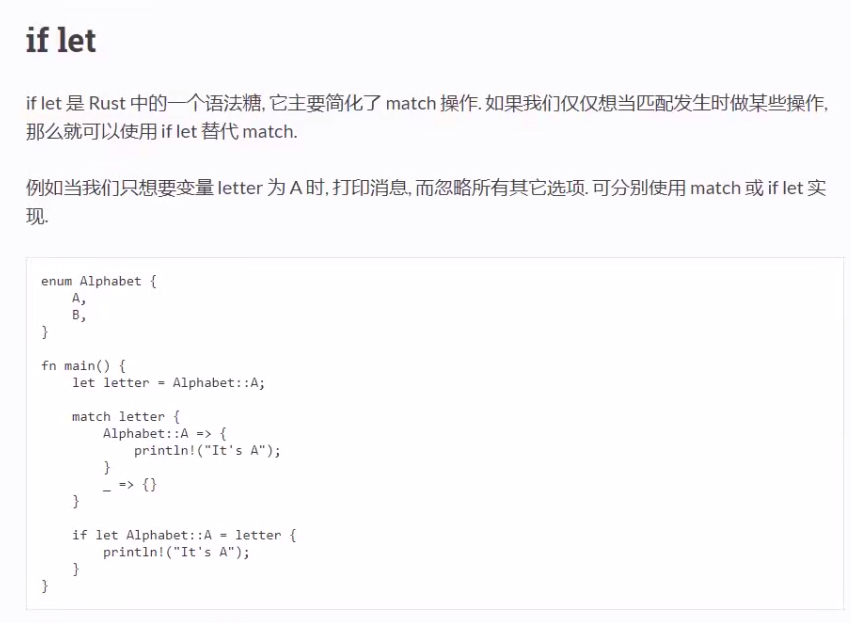 if let
if let 是 Rust 中的一个语法糖, 它主要简化了 match 操作. 如果我们仅仅想当匹配发生时做某些操作,
那么就可以使用 if let 替代 match.
例如当我们只想要变量 letter 为 A 时, 打印消息, 而忽略所有其它选项. 可分别使用 match 或 if let 实
现.
enum Alphabet {
    A,
    B,
}
fn main() {
    let letter = Alphabet::A;
    match letter {
        Alphabet::A => {
            println!("It's A");
        }
        _ => {}
    }
    if let Alphabet::A = letter {
        println!("It's A");
    }
}